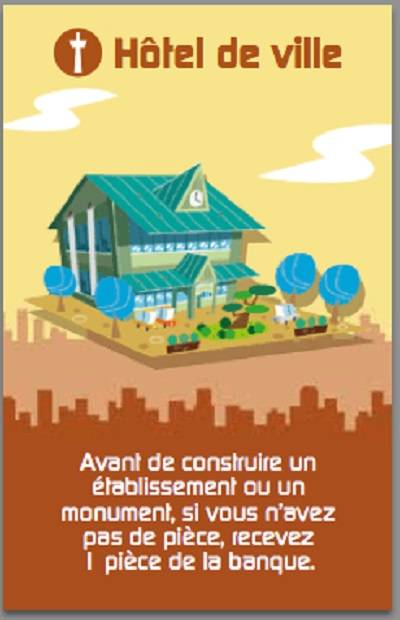 Hôtel de ville
Avant de construire un
établissement ou un
monument, si vous n'avez
pas de pièce, recevez
1 pièce de la banque.